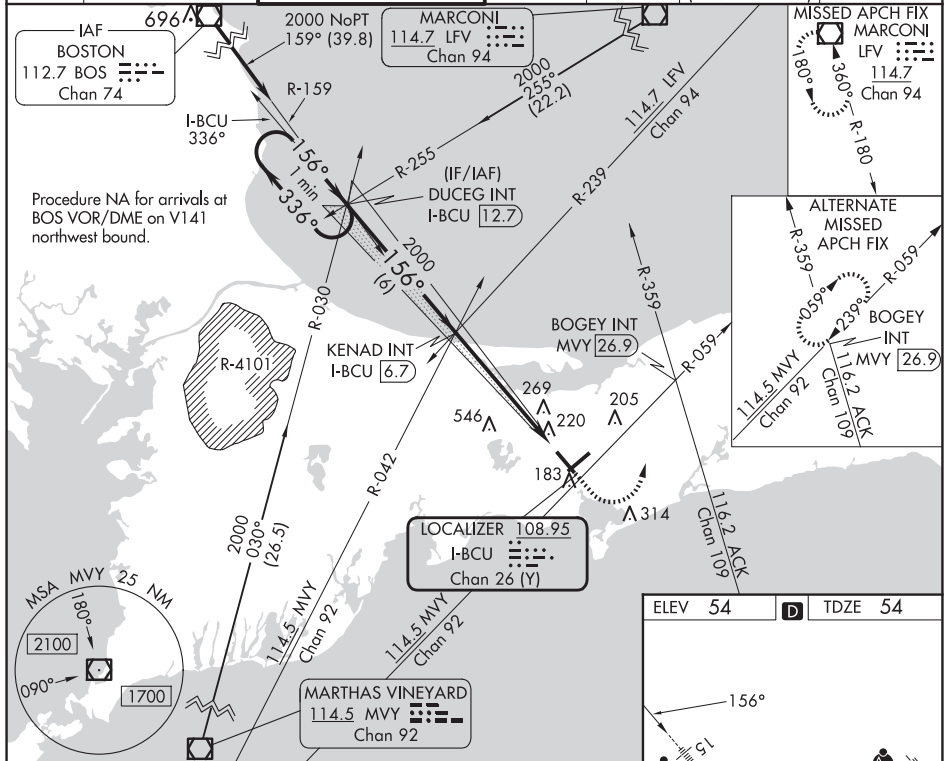 696
IAF
BOSTON
112.7 BOS
Chan 74
2000 NoPT
159° (39.8)
MARCONI
114.7 LFV
Chan 94
2000
255°
(22.2)
114.7 LFV
Chan 94
MISSED APCH FIX
MARCONI
LFV
114.7
Chan 94
180°
360°
R-180
R-159
I-BCU
336°
156°
1 min
336°
R-255
R-239
(IF/IAF)
DUCEG INT
I-BCU 12.7
Procedure NA for arrivals at
BOS VOR/DME on V141
northwest bound.
ALTERNATE
MISSED
APCH FIX
R-359
R-059
059°
239°
BOGEY
INT
MVY 26.9
114.5 MVY
Chan 92
116.2 ACK
Chan 109
2000
156°
(6)
R-030
R-359
R-4101
KENAD INT
I-BCU 6.7
BOGEY INT
MVY 26.9
R-059
269
546
220
205
183
314
R-042
2000
030°
(26.5)
LOCALIZER 108.95
I-BCU
Chan 26 (Y)
116.2 ACK
Chan 109
114.5 MVY
Chan 92
114.5 MVY
Chan 92
MSA MVY 25 NM
180°
2100
090°
1700
MARTHAS VINEYARD
114.5 MVY
Chan 92
ELEV 54
D
TDZE 54
156°
15